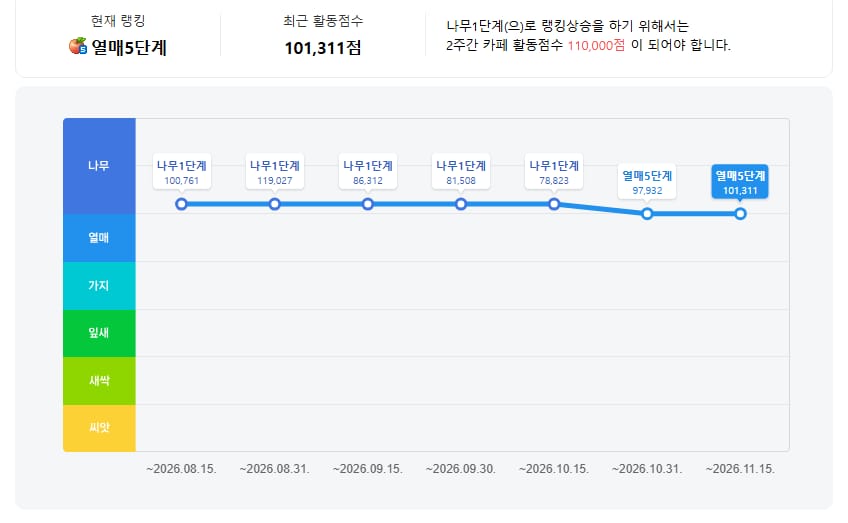 현재 랭킹
열매5단계
최근 활동점수
101,311점
나무1단계(으)로 랭킹상승을 하기 위해서는
2주간 카페 활동점수 110,000점 이 되어야 합니다.
나무
열매
가지
잎새
새싹
씨앗
나무1단계
100,761
나무1단계
119,027
나무1단계
86,312
나무1단계
81,508
나무1단계
78,823
열매5단계
97,932
열매5단계
101,311
~2026.08.15.
~2026.08.31.
~2026.09.15.
~2026.09.30.
~2026.10.15.
~2026.10.31.
~2026.11.15.